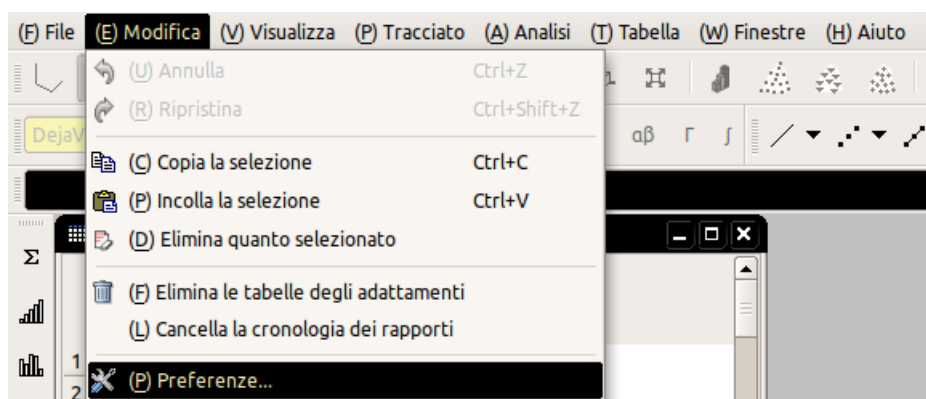 (F) File (E) Modifica (V) Visualizza (P) Tracciato (A) Analisi (T) Tabella (W) Finestre (H) Aiuto
(U) Annulla Ctrl+Z
(R) Ripristina Ctrl+Shift+Z
DejaV αβ Γ ∫
(C) Copia la selezione Ctrl+C
(P) Incolla la selezione Ctrl+V
(D) Elimina quanto selezionato
Σ
(F) Elimina le tabelle degli adattamenti
(L) Cancella la cronologia dei rapporti
1
(P) Preferenze...
2